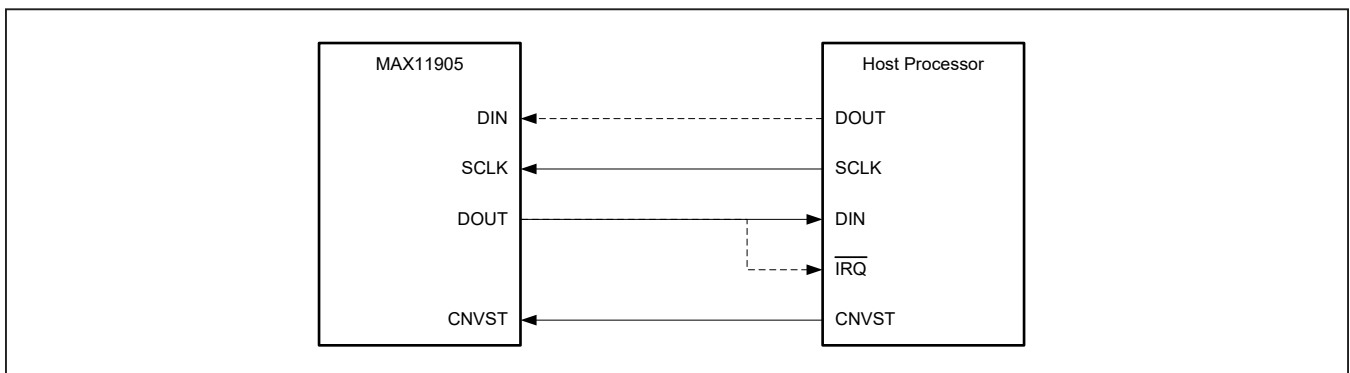 MAX11905
Host Processor
DIN
DOUT
SCLK
SCLK
DOUT
DIN
IRQ
CNVST
CNVST